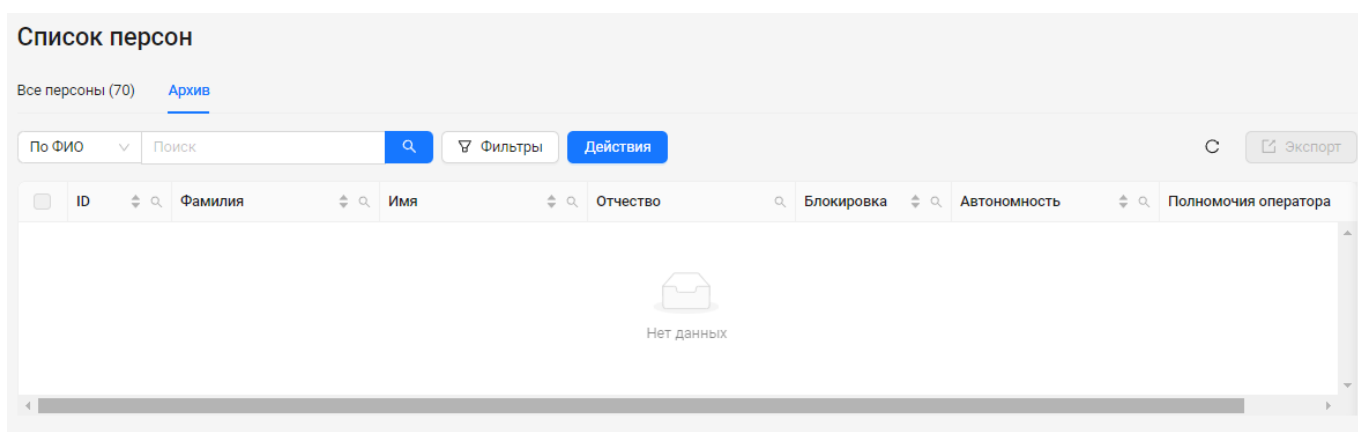 Список персон
Все персоны (70) Архив
По ФИО Поиск Фильтры Действия Экспорт
ID Фамилия Имя Отчество Блокировка Автономность Полномочия оператора
Нет данных